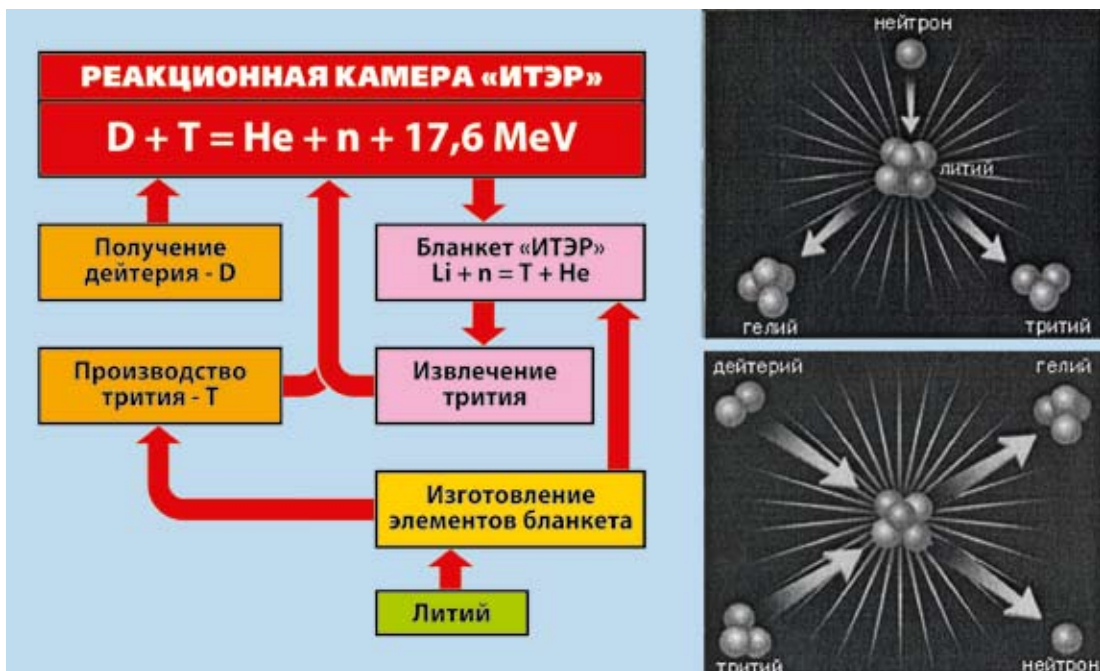 РЕАКЦИОННАЯ КАМЕРА «ИТЭР»
D + T = He + n + 17,6 MeV
Получение
дейтерия - D
Бланкет «ИТЭР»
Li + n = T + He
Производство
трития - Т
Извлечение
трития
Изготовление
элементов бланкета
Литий
нейтрон
литий
гелий
тритий
дейтерий
гелий
тритий
нейтрон